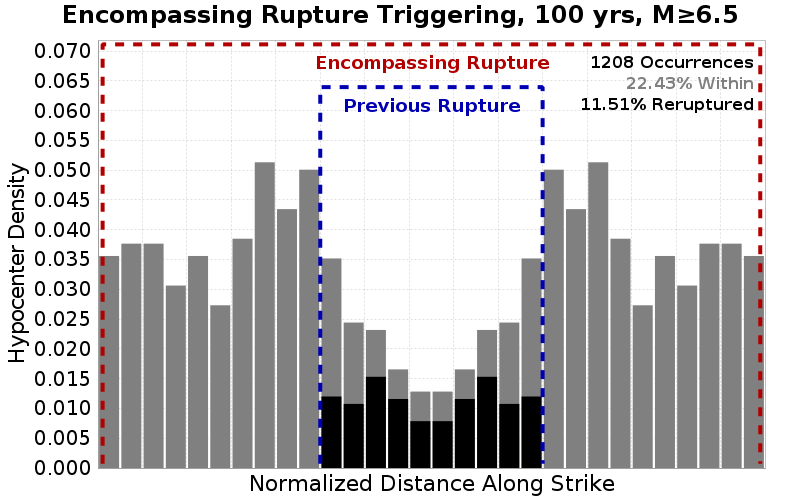 Encompassing Rupture Triggering, 100 yrs, M≥6.5
0.070
0.065
0.060
0.055
0.050
0.045
0.040
0.035
0.030
0.025
0.020
0.015
0.010
0.005
0.000
Hypocenter Density
Encompassing Rupture
Previous Rupture
1208 Occurrences
22.43% Within
11.51% Reruptured
Normalized Distance Along Strike